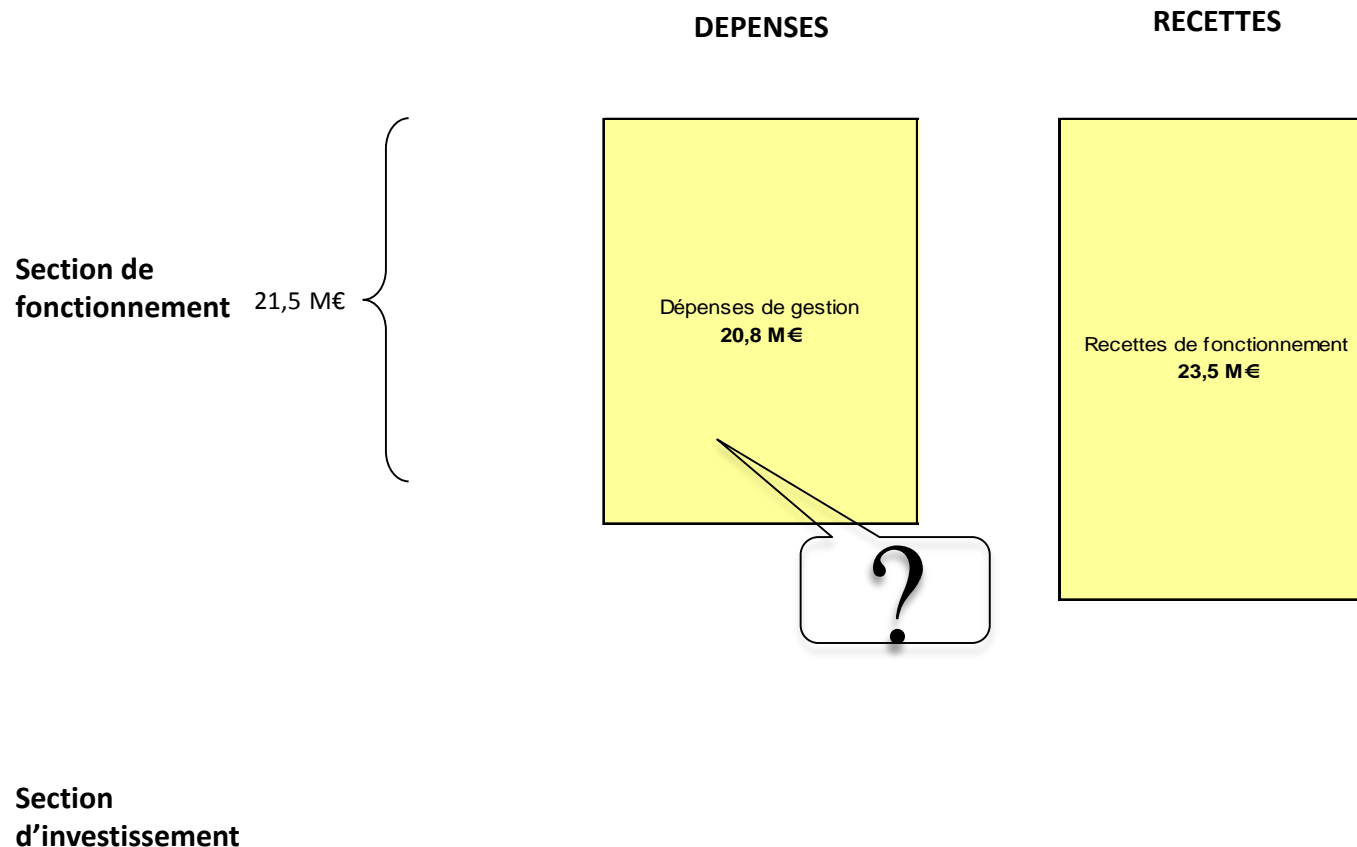 DEPENSES
RECETTES
Section de
fonctionnement
21,5 M€
Dépenses de gestion
20,8 M€
Recettes de fonctionnement
23,5 M€
?
Section
d’investissement